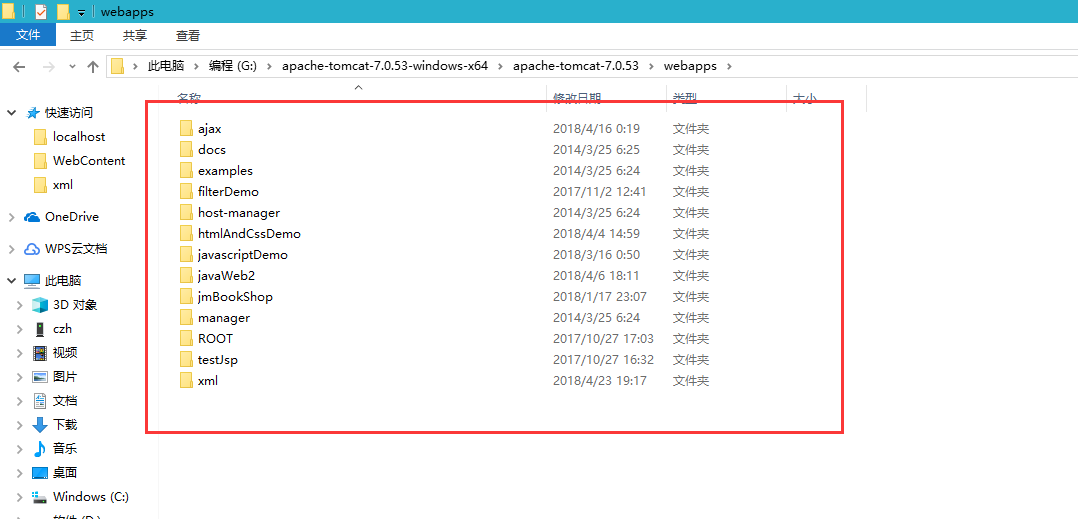 webapps
文件 主页 共享 查看
此电脑 编程 (G:) apache-tomcat-7.0.53-windows-x64 apache-tomcat-7.0.53 webapps
名称 修改日期 类型 大小
快速访问
localhost
WebContent
xml
OneDrive
WPS云文档
此电脑
3D 对象
czh
视频
图片
文档
下载
音乐
桌面
Windows (C:)
软件 (D:)
ajax 2018/4/16 0:19 文件夹
docs 2014/3/25 6:25 文件夹
examples 2014/3/25 6:24 文件夹
filterDemo 2017/11/2 12:41 文件夹
host-manager 2014/3/25 6:24 文件夹
htmlAndCssDemo 2018/4/4 14:59 文件夹
javascriptDemo 2018/3/16 0:50 文件夹
javaWeb2 2018/4/6 18:11 文件夹
jmBookShop 2018/1/17 23:07 文件夹
manager 2014/3/25 6:24 文件夹
ROOT 2017/10/27 17:03 文件夹
testJsp 2017/10/27 16:32 文件夹
xml 2018/4/23 19:17 文件夹